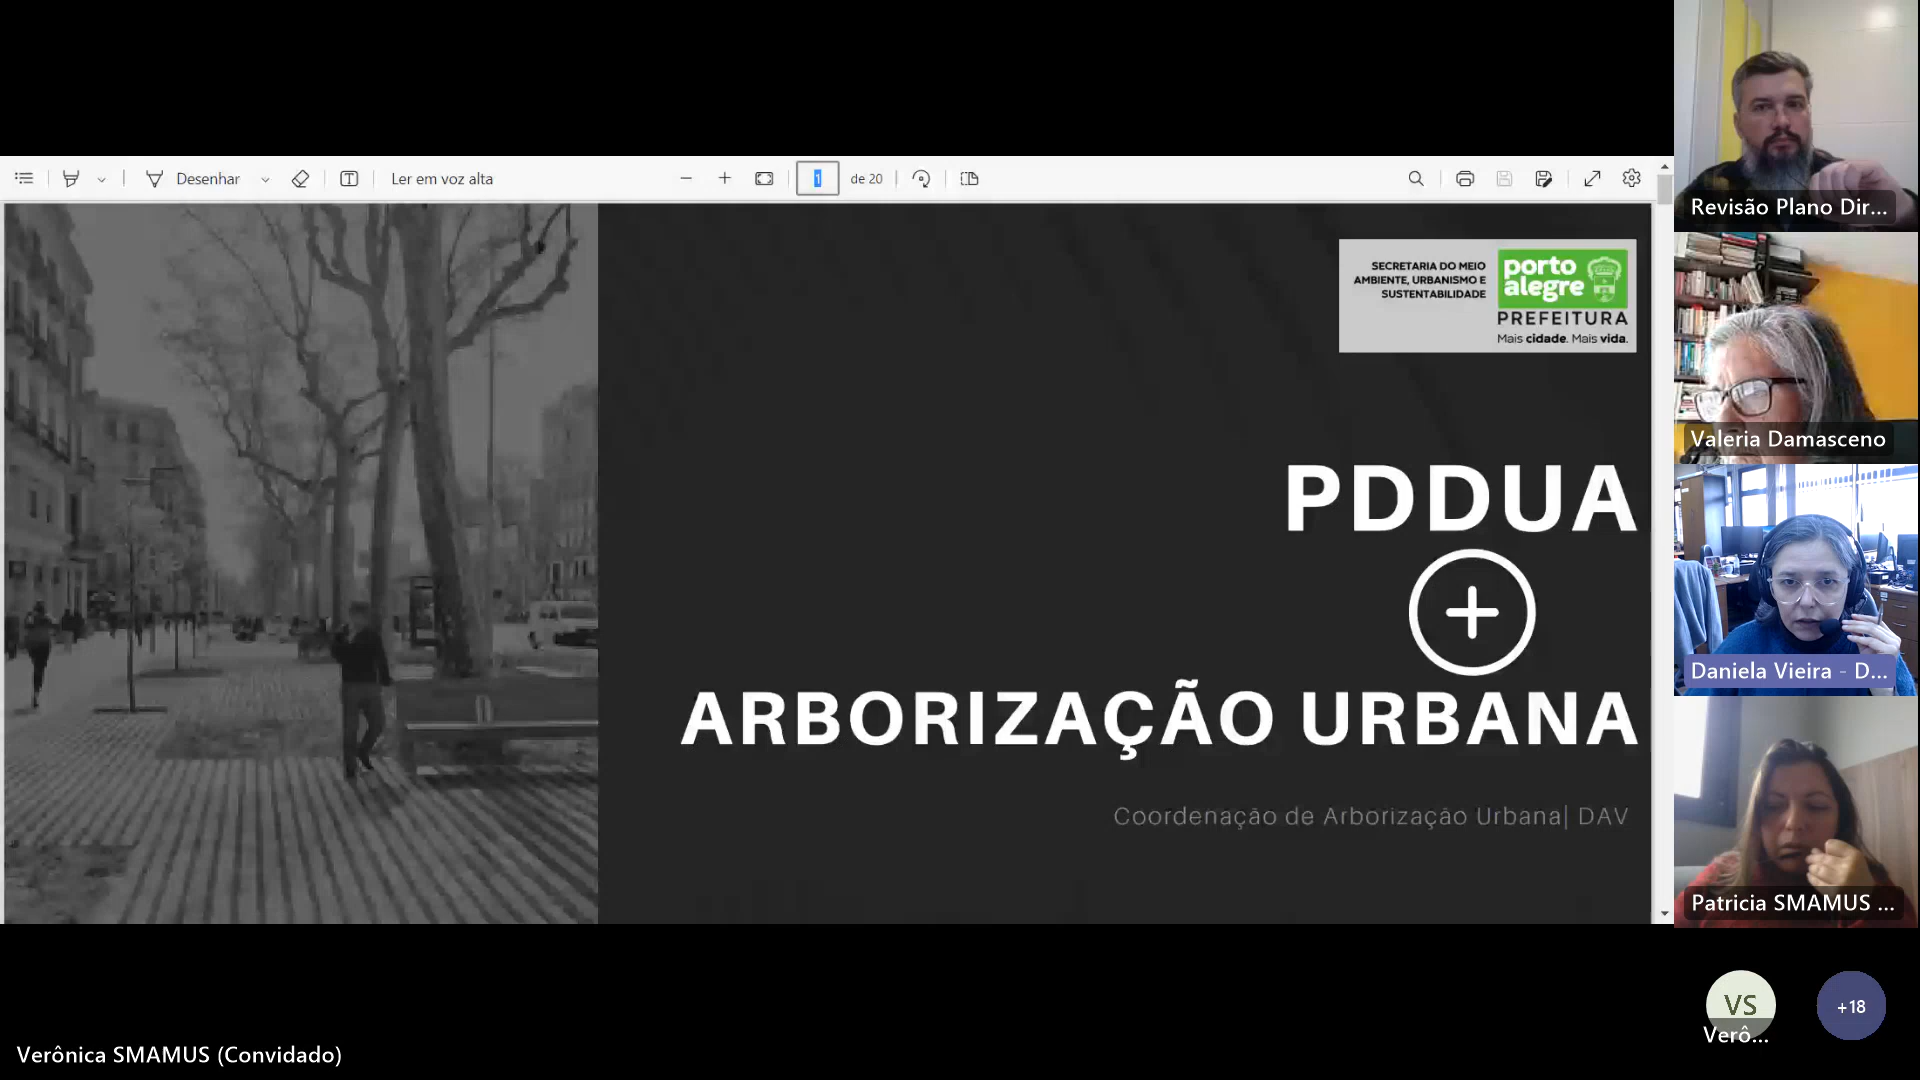 Desenhar
Ler em voz alta
1
de 20
SECRETARIA DO MEIO
AMBIENTE, URBANISMO E
SUSTENTABILIDADE
porto
alegre
PREFEITURA
Mais cidade. Mais vida.
PDDUA
+
ARBORIZAÇÃO URBANA
Coordenação de Arborização Urbana| DAV
Revisão Plano Dir...
Valeria Damasceno
Daniela Vieira - D...
Patricia SMAMUS ...
VS
Verô...
+18
Verônica SMAMUS (Convidado)